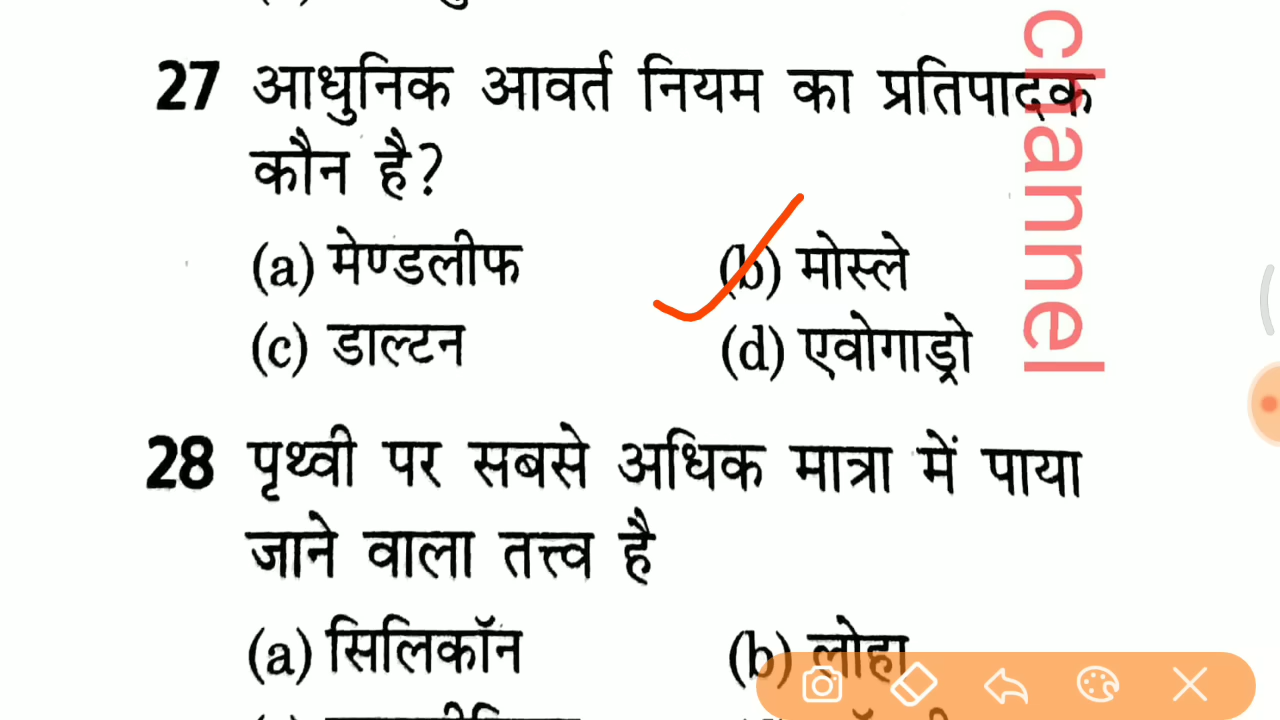 27 आधुनिक आवर्त नियम का प्रतिपादक
कौन है?
(a) मेण्डलीफ (b) मोस्ले
(c) डाल्टन (d) एवोगाड्रो
28 पृथ्वी पर सबसे अधिक मात्रा में पाया
जाने वाला तत्त्व है
(a) सिलिकॉन (b) लोहा
channel